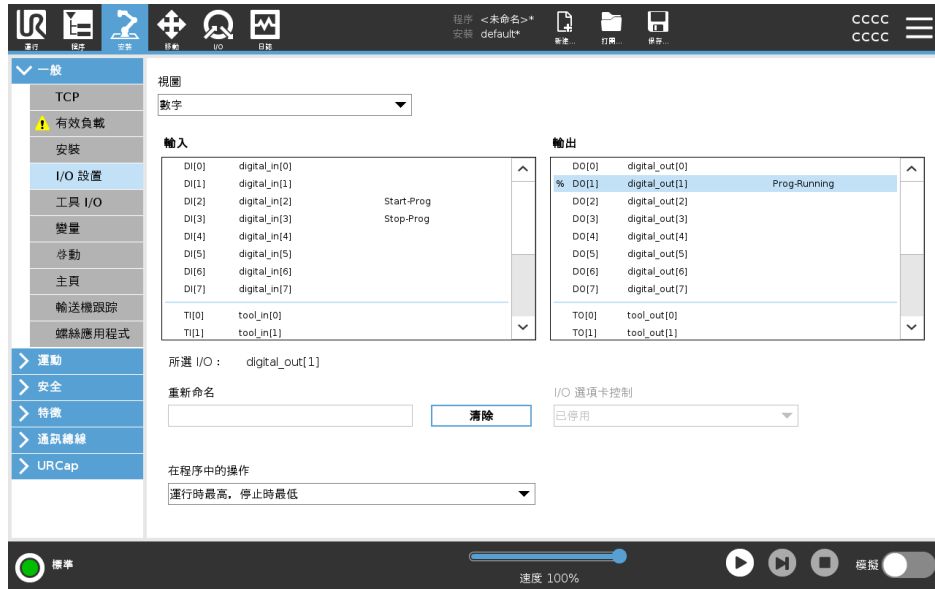 程序 <未命名>*
安裝 default*
CCCC
CCCC
運行
程序
安裝
移動
I/O
日誌
新建...
打開...
保存...
一般
TCP
有效負載
安裝
I/O 設置
工具 I/O
變量
啓動
主頁
輸送機跟踪
螺絲應用程式
運動
安全
特徵
通訊總線
URCap
視圖
數字
輸入
DI[0] digital_in[0]
DI[1] digital_in[1]
DI[2] digital_in[2] Start-Prog
DI[3] digital_in[3] Stop-Prog
DI[4] digital_in[4]
DI[5] digital_in[5]
DI[6] digital_in[6]
DI[7] digital_in[7]
TI[0] tool_in[0]
TI[1] tool_in[1]
輸出
DO[0] digital_out[0]
% DO[1] digital_out[1] Prog-Running
DO[2] digital_out[2]
DO[3] digital_out[3]
DO[4] digital_out[4]
DO[5] digital_out[5]
DO[6] digital_out[6]
DO[7] digital_out[7]
TO[0] tool_out[0]
TO[1] tool_out[1]
所選 I/O： digital_out[1]
重新命名
清除
I/O 選項卡控制
已停用
在程序中的操作
運行時最高，停止時最低
標準
速度 100%
模擬